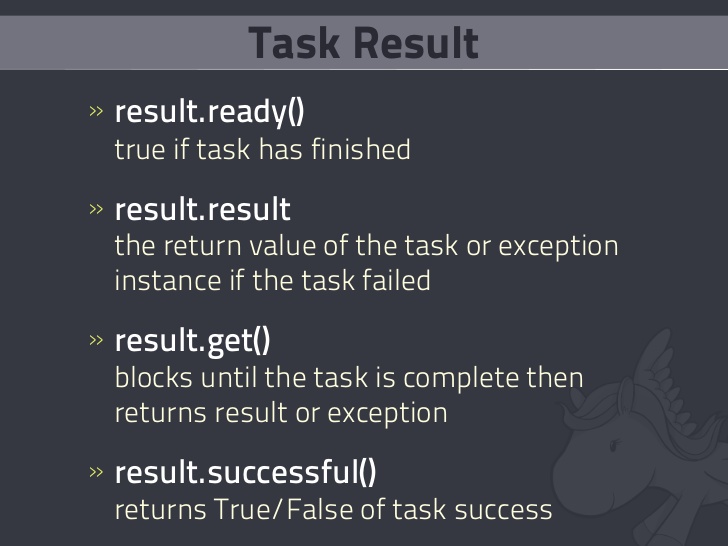 Task Result
» result.ready()
true if task has finished
» result.result
the return value of the task or exception
instance if the task failed
» result.get()
blocks until the task is complete then
returns result or exception
» result.successful()
returns True/False of task success